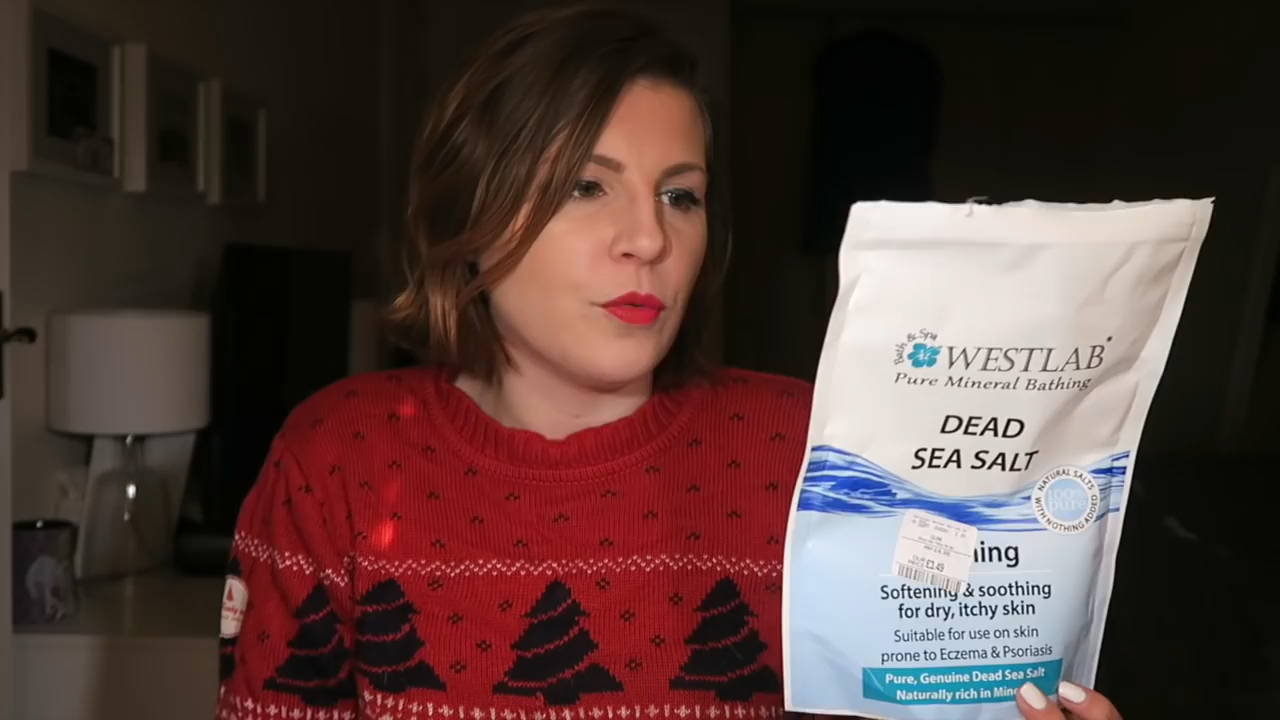 Bath & Spa
WESTLAB
Pure Mineral Bathing
DEAD
SEA SALT
NATURAL SALTS
100%
pure
WITH NOTHING ADDED
£3.49
Softening & soothing
for dry, itchy skin
Suitable for use on skin
prone to Eczema & Psoriasis
Pure, Genuine Dead Sea Salt
Naturally rich in